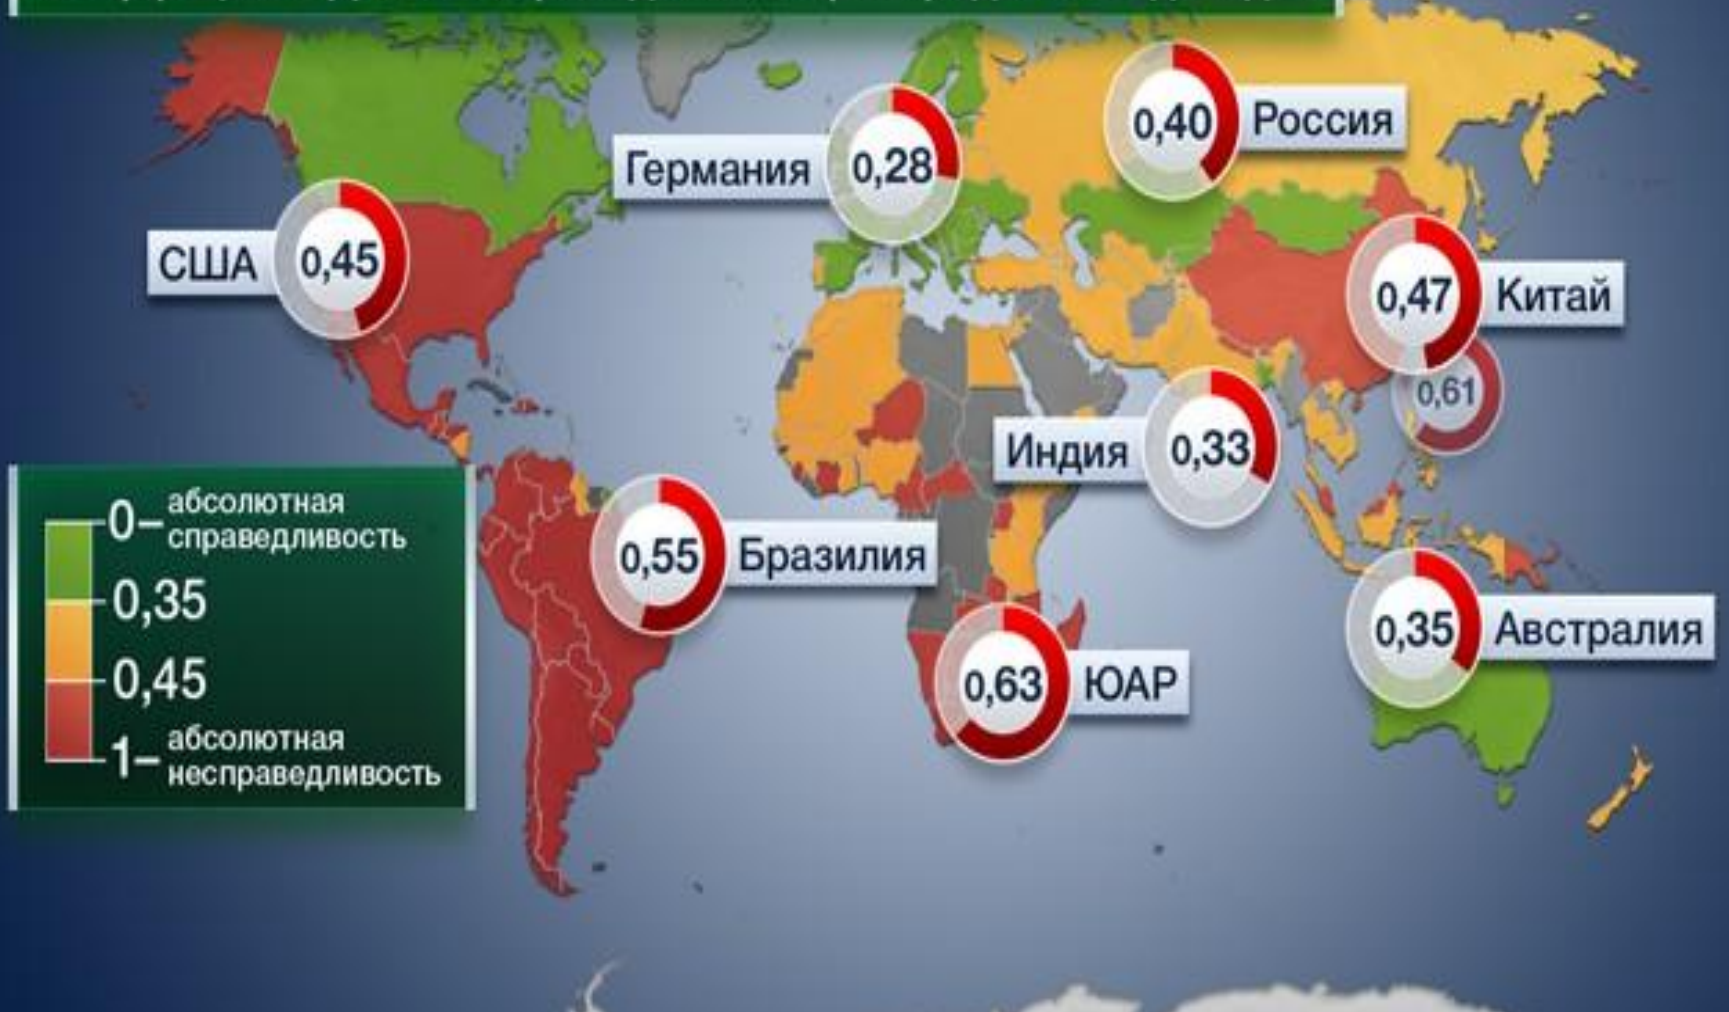 0,40 Россия
Германия 0,28
США 0,45
0,47 Китай
0,61
Индия 0,33
0– абсолютная
справедливость
0,35
0,45
1– абсолютная
несправедливость
0,55 Бразилия
0,63 ЮАР
0,35 Австралия